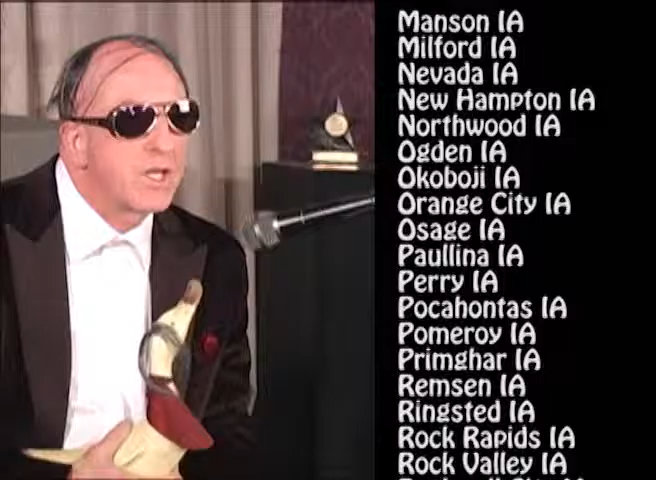 Manson IA
Milford IA
Nevada IA
New Hampton IA
Northwood IA
Ogden IA
Okoboji IA
Orange City IA
Osage IA
Paullina IA
Perry IA
Pocahontas IA
Pomeroy IA
Primghar IA
Remsen IA
Ringsted IA
Rock Rapids IA
Rock Valley IA